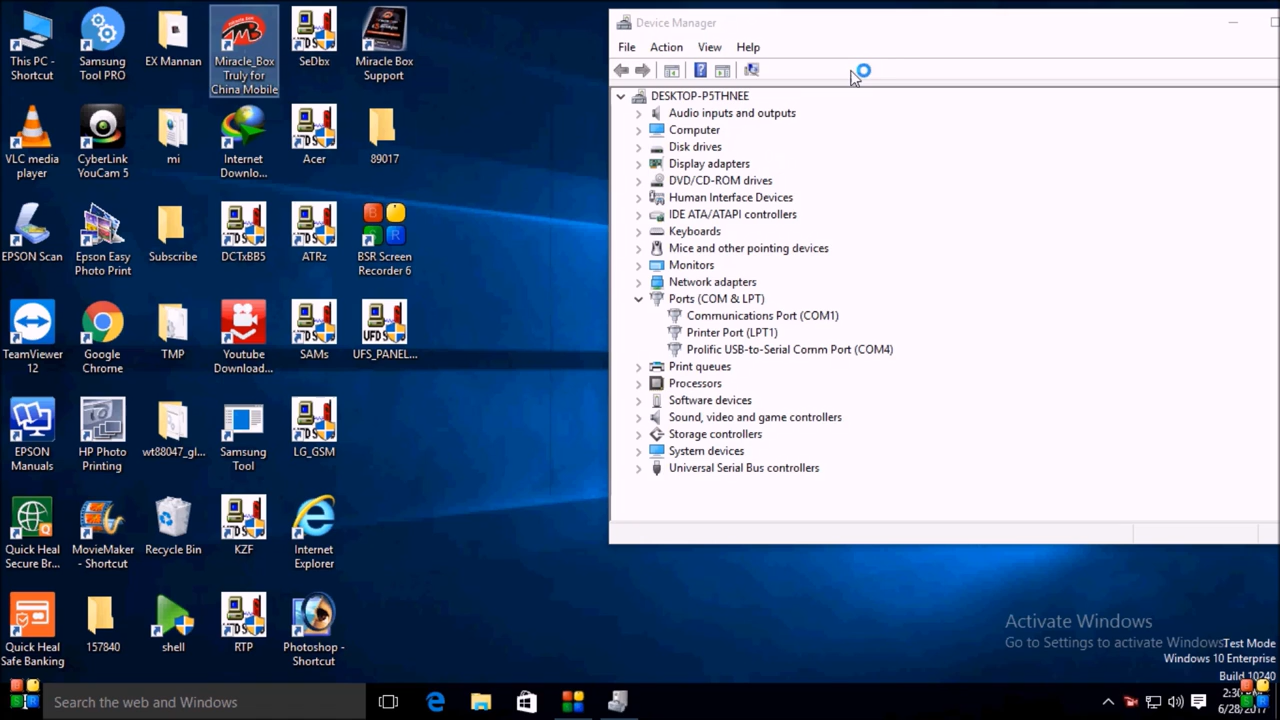 This PC -
Shortcut
Samsung
Tool PRO
EX Mannan
Miracle_Box
Truly for
China Mobile
SeDbx
Miracle Box
Support
VLC media
player
CyberLink
YouCam 5
mi
Internet
Downlo...
Acer
89017
EPSON Scan
Epson Easy
Photo Print
Subscribe
DCTxBB5
ATRz
BSR Screen
Recorder 6
TeamViewer
12
Google
Chrome
TMP
Youtube
Download...
SAMs
UFS_PANEL...
EPSON
Manuals
HP Photo
Printing
wt88047_gl...
Samsung
Tool
LG_GSM
Quick Heal
Secure Br...
MovieMaker
- Shortcut
Recycle Bin
KZF
Internet
Explorer
Quick Heal
Safe Banking
157840
shell
RTP
Photoshop -
Shortcut
Device Manager
File Action View Help
DESKTOP-P5THNEE
Audio inputs and outputs
Computer
Disk drives
Display adapters
DVD/CD-ROM drives
Human Interface Devices
IDE ATA/ATAPI controllers
Keyboards
Mice and other pointing devices
Monitors
Network adapters
Ports (COM & LPT)
Communications Port (COM1)
Printer Port (LPT1)
Prolific USB-to-Serial Comm Port (COM4)
Print queues
Processors
Software devices
Sound, video and game controllers
Storage controllers
System devices
Universal Serial Bus controllers
Activate Windows
Go to Settings to activate Windows
Test Mode
Windows 10 Enterprise
Build 10240
Search the web and Windows
6/28/2017